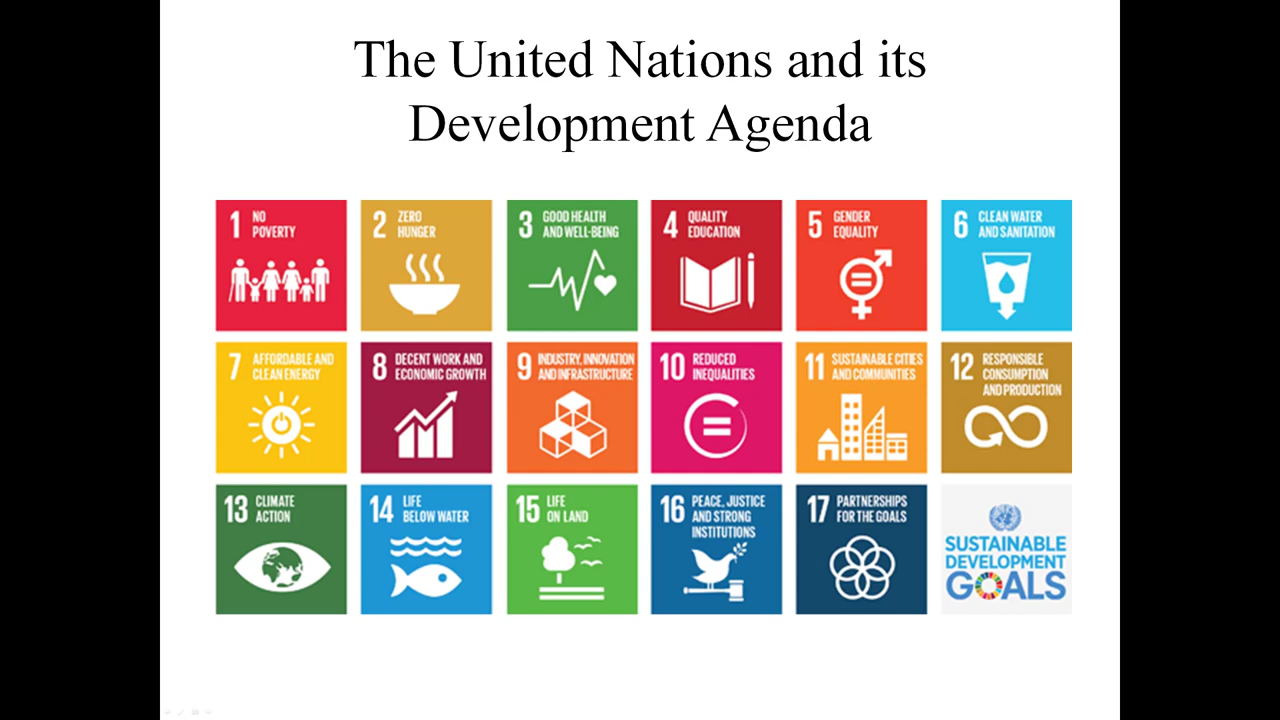 The United Nations and its
Development Agenda
1 NO
POVERTY
2 ZERO
HUNGER
3 GOOD HEALTH
AND WELL-BEING
4 QUALITY
EDUCATION
5 GENDER
EQUALITY
6 CLEAN WATER
AND SANITATION
7 AFFORDABLE AND
CLEAN ENERGY
8 DECENT WORK AND
ECONOMIC GROWTH
9 INDUSTRY, INNOVATION
AND INFRASTRUCTURE
10 REDUCED
INEQUALITIES
11 SUSTAINABLE CITIES
AND COMMUNITIES
12 RESPONSIBLE
CONSUMPTION
AND PRODUCTION
13 CLIMATE
ACTION
14 LIFE
BELOW WATER
15 LIFE
ON LAND
16 PEACE, JUSTICE
AND STRONG
INSTITUTIONS
17 PARTNERSHIPS
FOR THE GOALS
SUSTAINABLE
DEVELOPMENT
GOALS